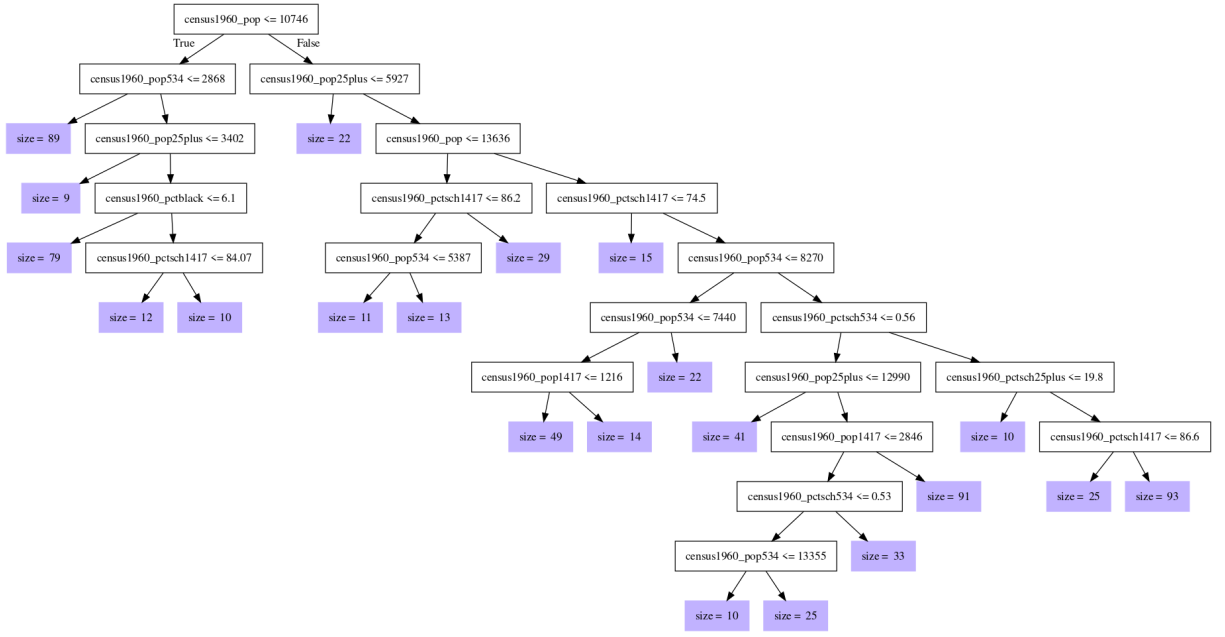 census1960_pop <= 10746
True
False
census1960_pop534 <= 2868
census1960_pop25plus <= 5927
size = 89
census1960_pop25plus <= 3402
size = 22
census1960_pop <= 13636
size = 9
census1960_pctblack <= 6.1
census1960_pctsch1417 <= 86.2
census1960_pctsch1417 <= 74.5
size = 79
census1960_pctsch1417 <= 84.07
census1960_pop534 <= 5387
size = 29
size = 15
census1960_pop534 <= 8270
size = 12
size = 10
size = 11
size = 13
census1960_pop534 <= 7440
census1960_pctsch534 <= 0.56
census1960_pop1417 <= 1216
size = 22
census1960_pop25plus <= 12990
census1960_pctsch25plus <= 19.8
size = 49
size = 14
size = 41
census1960_pop1417 <= 2846
size = 10
census1960_pctsch1417 <= 86.6
census1960_pctsch534 <= 0.53
size = 91
size = 25
size = 93
census1960_pop534 <= 13355
size = 33
size = 10
size = 25